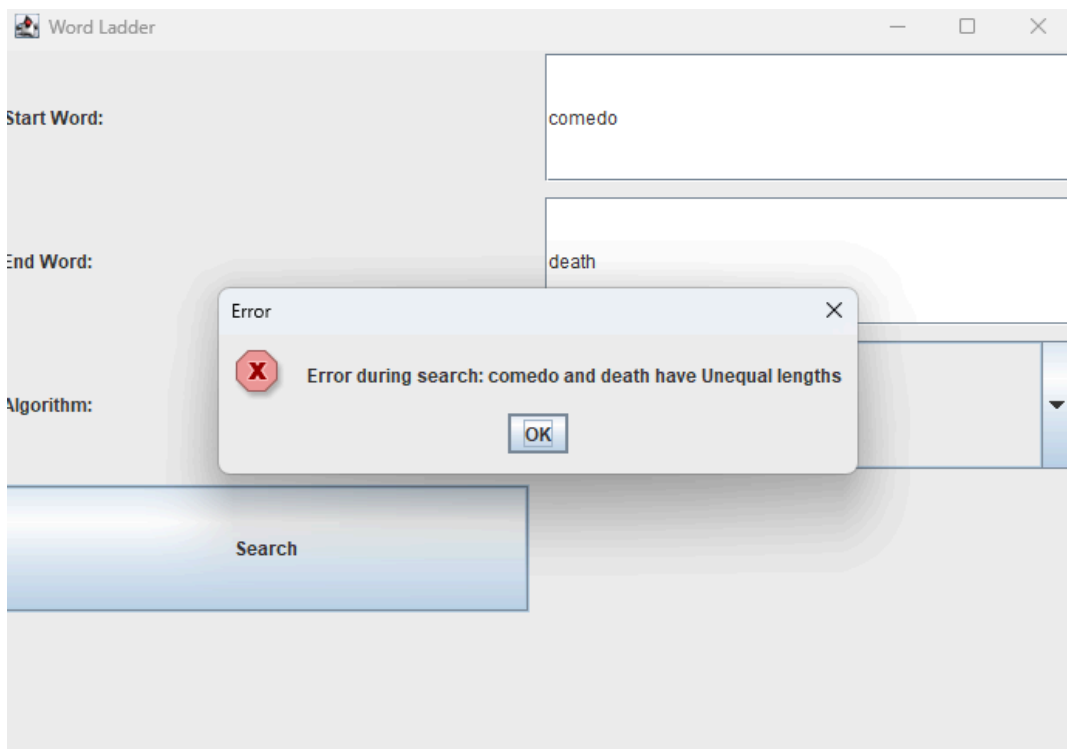 Word Ladder
Start Word:
comedo
End Word:
death
Error
Error during search: comedo and death have Unequal lengths
OK
Algorithm:
Search